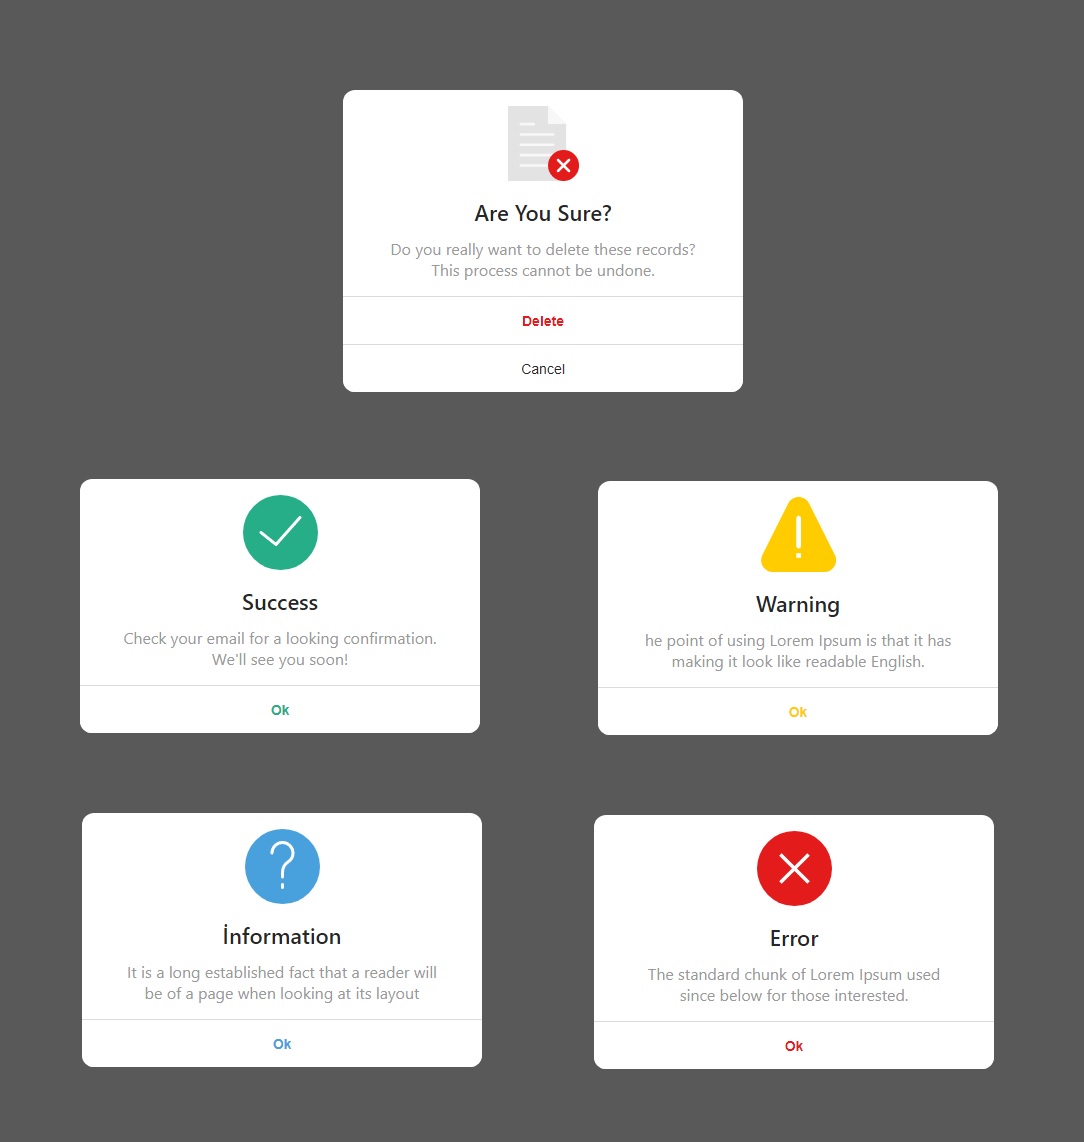 Are You Sure?
Do you really want to delete these records?
This process cannot be undone.
Delete
Cancel
Success
Check your email for a looking confirmation.
We'll see you soon!
Ok
Warning
he point of using Lorem Ipsum is that it has
making it look like readable English.
Ok
İnformation
It is a long established fact that a reader will
be of a page when looking at its layout
Ok
Error
The standard chunk of Lorem Ipsum used
since below for those interested.
Ok